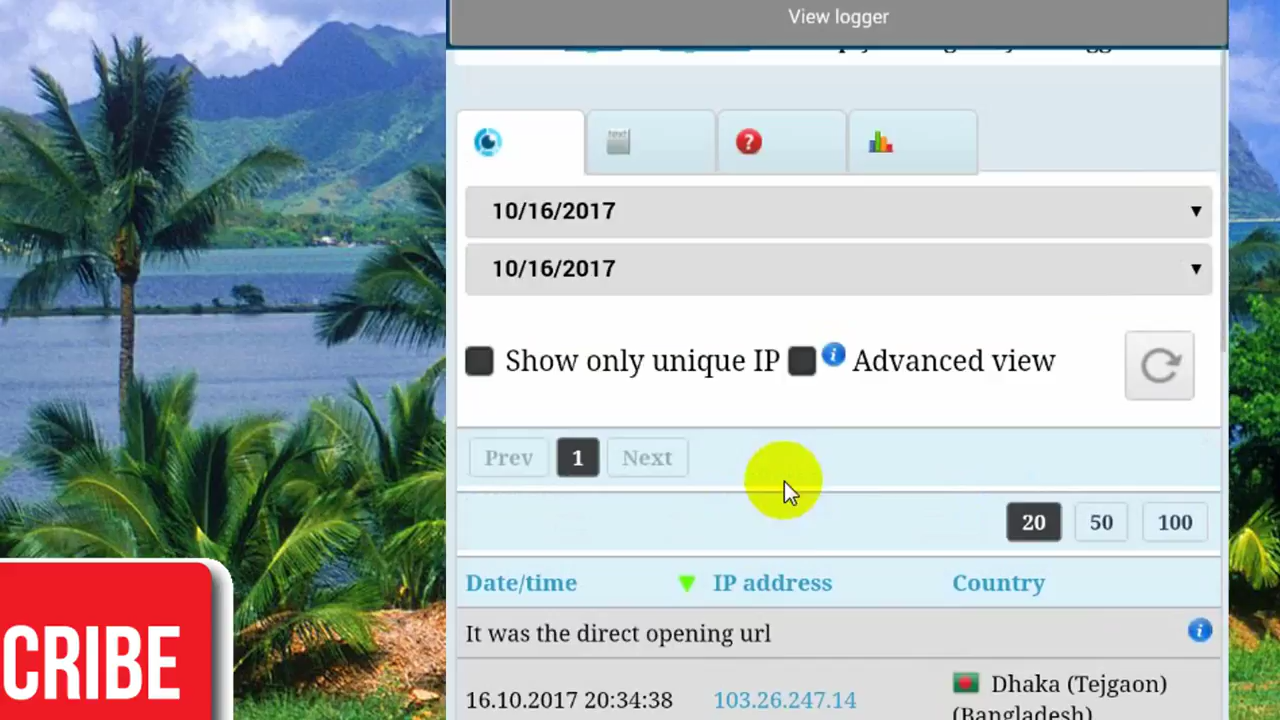 View logger
10/16/2017
10/16/2017
Show only unique IP Advanced view
Prev 1 Next
20 50 100
Date/time IP address Country
It was the direct opening url
16.10.2017 20:34:38 103.26.247.14 Dhaka (Tejgaon)
(Bangladesh)
CRIBE